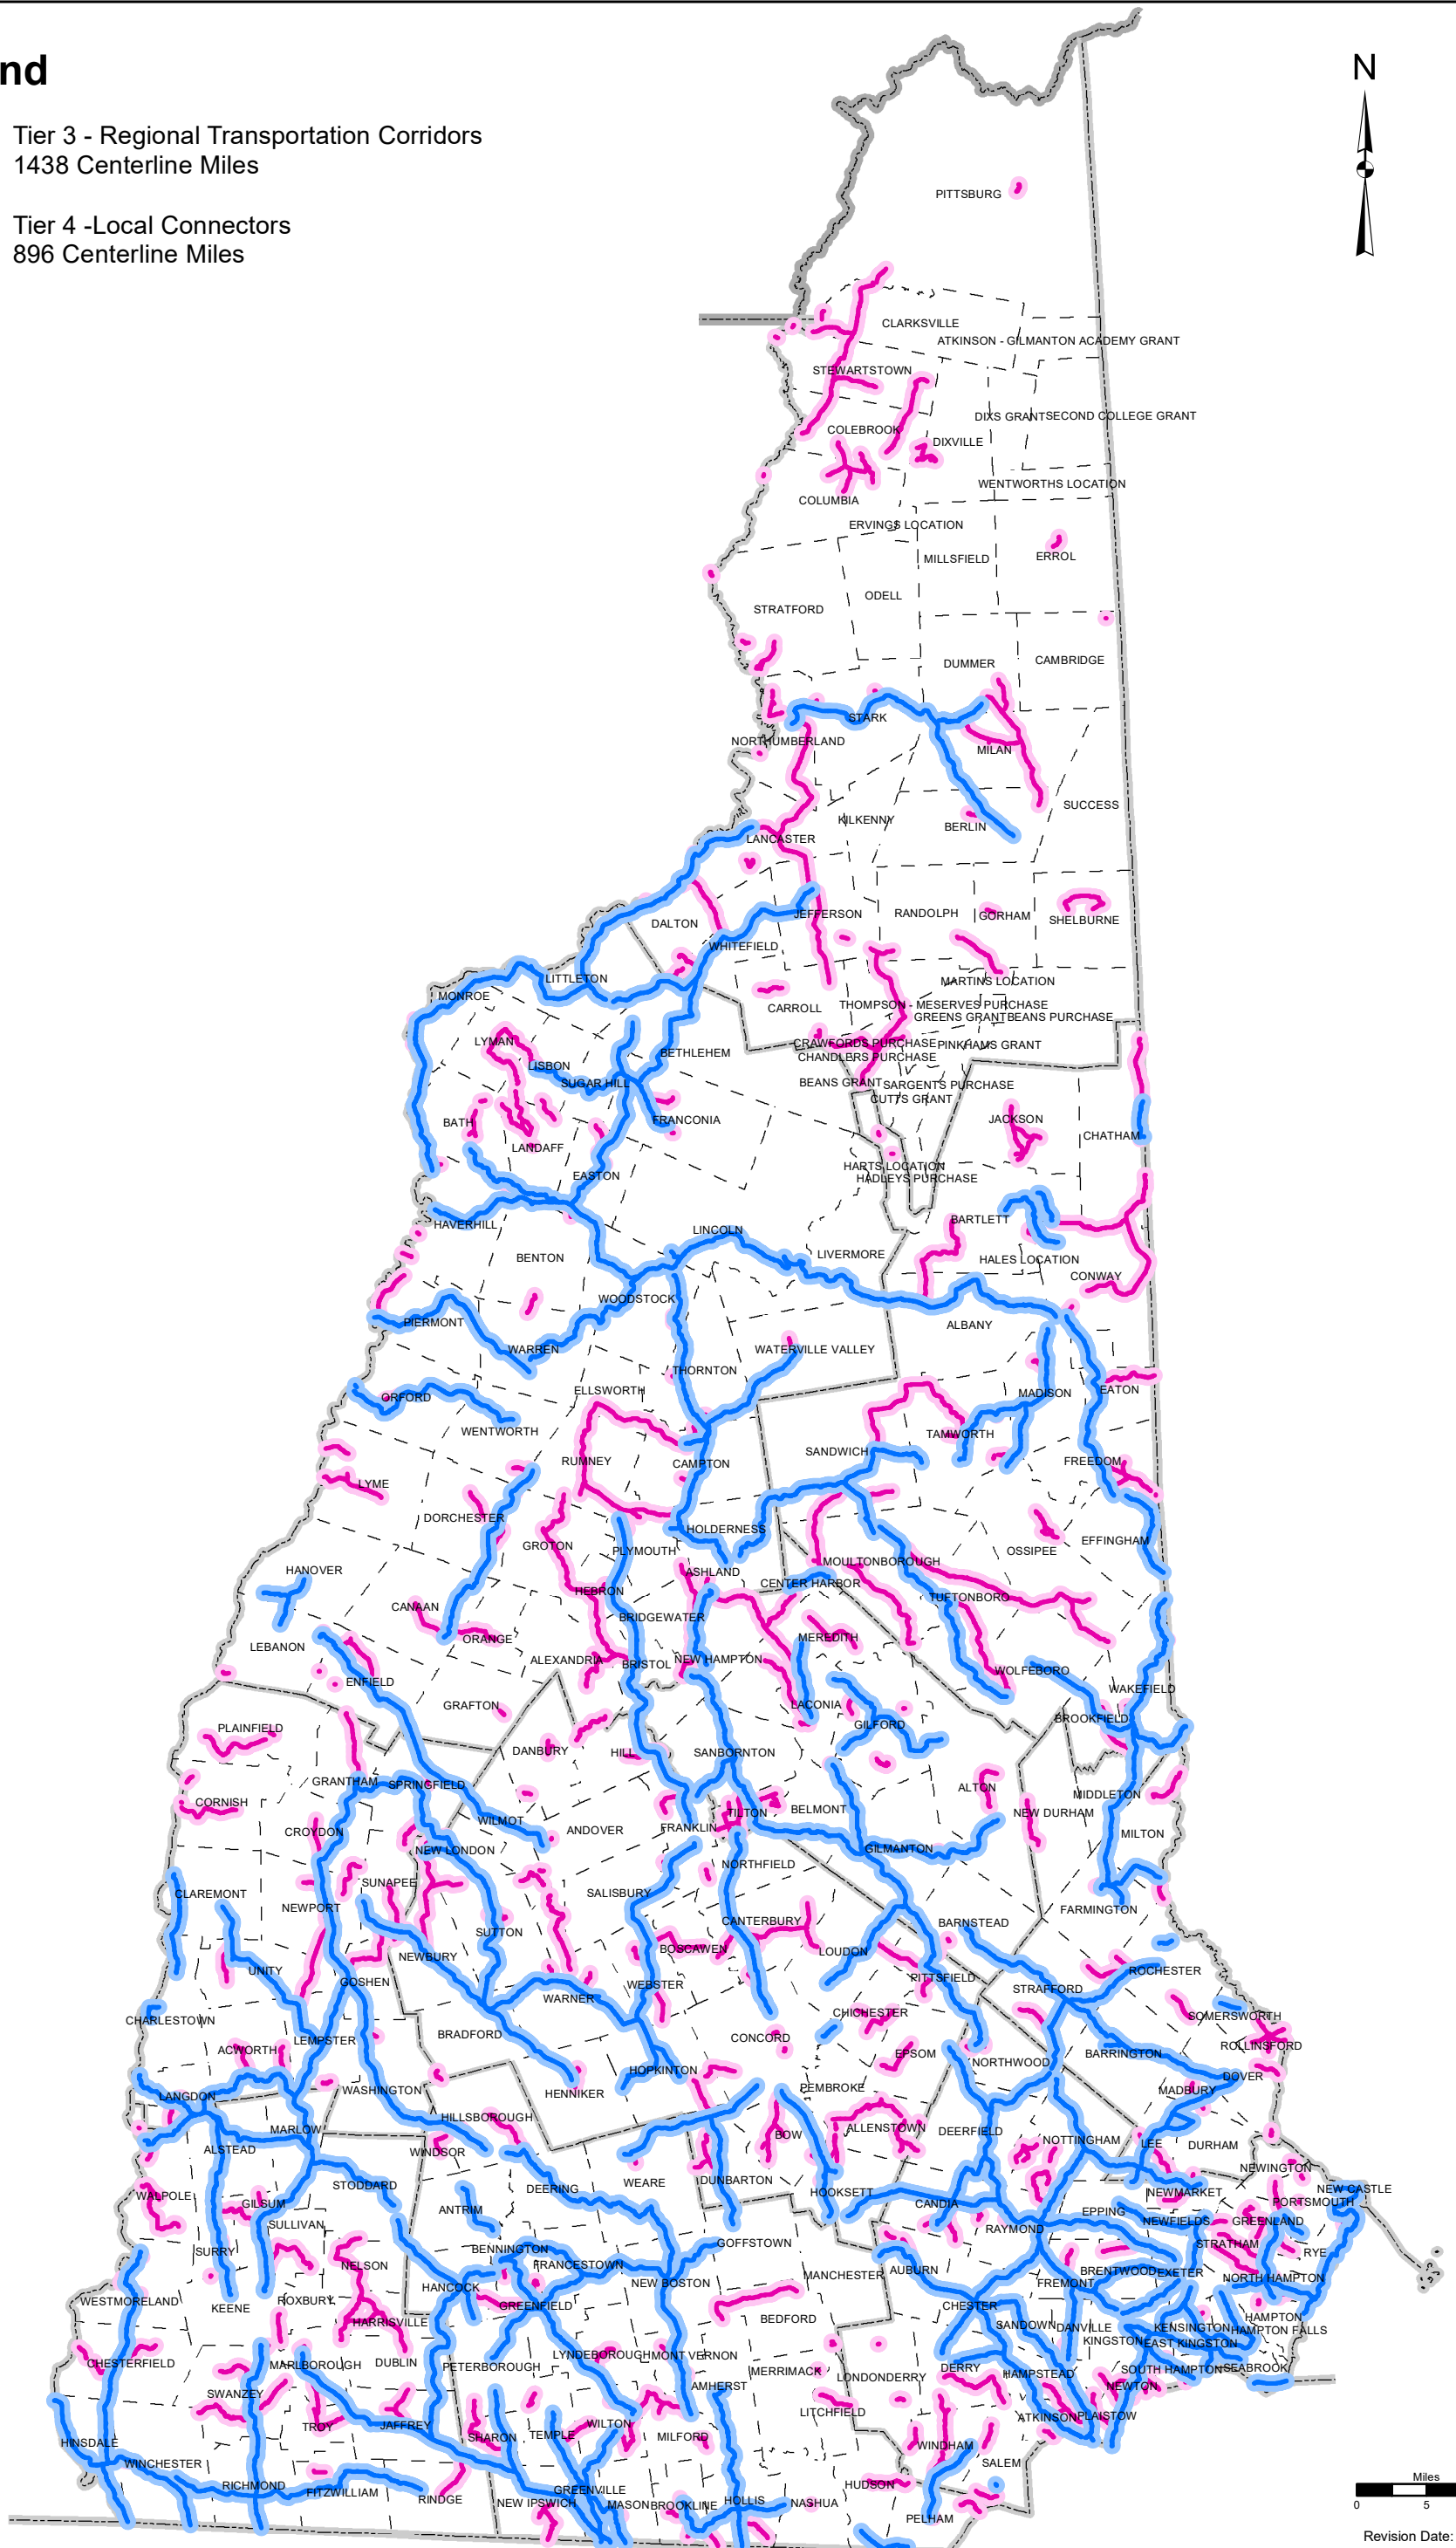 nd
N
Tier 3 - Regional Transportation Corridors
1438 Centerline Miles
Tier 4 -Local Connectors
896 Centerline Miles
PITTSBURG
CLARKSVILLE
ATKINSON - GILMANTON ACADEMY GRANT
STEWARTSTOWN
DIXS GRANT
SECOND COLLEGE GRANT
COLEBROOK
DIXVILLE
WENTWORTHS LOCATION
COLUMBIA
ERVINGS LOCATION
MILLSFIELD
ERROL
ODELL
STRATFORD
DUMMER
CAMBRIDGE
STARK
NORTHUMBERLAND
MILAN
SUCCESS
KILKENNY
BERLIN
LANCASTER
JEFFERSON
RANDOLPH
GORHAM
SHELBURNE
DALTON
WHITEFIELD
LITTLETON
MARTINS LOCATION
MONROE
CARROLL
THOMPSON - MESERVES PURCHASE
GREENS GRANT
BEANS PURCHASE
LYMAN
CRAWFORDS PURCHASE
PINKHAMS GRANT
BETHLEHEM
CHANDLERS PURCHASE
LISBON
SUGAR HILL
BEANS GRANT
SARGENTS PURCHASE
CUTTS GRANT
BATH
FRANCONIA
JACKSON
CHATHAM
LANDAFF
HARTS LOCATION
EASTON
HADLEYS PURCHASE
HAVERHILL
BARTLETT
LINCOLN
BENTON
LIVERMORE
HALES LOCATION
CONWAY
WOODSTOCK
PIERMONT
ALBANY
WARREN
WATERVILLE VALLEY
THORNTON
ORFORD
ELLSWORTH
MADISON
EATON
WENTWORTH
TAMWORTH
SANDWICH
RUMNEY
CAMPTON
FREEDOM
LYME
DORCHESTER
HOLDERNESS
GROTON
PLYMOUTH
OSSIPEE
EFFINGHAM
HANOVER
ASHLAND
MOULTONBOROUGH
CENTER HARBOR
HEBRON
TUFTONBORO
CANAAN
BRIDGEWATER
ORANGE
MEREDITH
LEBANON
ALEXANDRIA
BRISTOL
NEW HAMPTON
WOLFEBORO
ENFIELD
WAKEFIELD
GRAFTON
LACONIA
BROOKFIELD
PLAINFIELD
GILFORD
DANBURY
HILL
SANBORNTON
GRANTHAM
SPRINGFIELD
ALTON
MIDDLETON
CORNISH
TILTON
BELMONT
NEW DURHAM
WILMOT
ANDOVER
FRANKLIN
CROYDON
MILTON
NEW LONDON
GILMANTON
NORTHFIELD
SUNAPEE
SALISBURY
CLAREMONT
NEWPORT
FARMINGTON
CANTERBURY
BARNSTEAD
SUTTON
BOSCAWEN
LOUDON
NEWBURY
UNITY
GOSHEN
WEBSTER
PITTSFIELD
ROCHESTER
STRAFFORD
WARNER
CHARLESTOWN
CHICHESTER
SOMERSWORTH
BRADFORD
CONCORD
LEMPSTER
ROLLINSFORD
ACWORTH
EPSOM
BARRINGTON
NORTHWOOD
HOPKINTON
DOVER
WASHINGTON
HENNIKER
PEMBROKE
MADBURY
LANGDON
HILLSBOROUGH
ALLENSTOWN
MARLOW
BOW
DEERFIELD
NOTTINGHAM
LEE
DURHAM
ALSTEAD
WINDSOR
NEWINGTON
WEARE
DUNBARTON
STODDARD
DEERING
HOOKSETT
NEWMARKET
NEW CASTLE
WALPOLE
GILSUM
ANTRIM
CANDIA
PORTSMOUTH
EPPING
SULLIVAN
RAYMOND
NEWFIELDS
GREENLAND
GOFFSTOWN
STRATHAM
SURRY
BENNINGTON
RYE
NELSON
FRANCESTOWN
AUBURN
BRENTWOOD
EXETER
MANCHESTER
NORTH HAMPTON
HANCOCK
NEW BOSTON
FREMONT
WESTMORELAND
ROXBURY
KEENE
GREENFIELD
CHESTER
HAMPTON
BEDFORD
HARRISVILLE
SANDOWN
DANVILLE
KENSINGTON
HAMPTON FALLS
KINGSTON
EAST KINGSTON
LYNDEBOROUGH
MONT VERNON
CHESTERFIELD
MARLBOROUGH
DUBLIN
PETERBOROUGH
DERRY
SOUTH HAMPTON
SEABROOK
MERRIMACK
LONDONDERRY
HAMPSTEAD
NEWTON
AMHERST
SWANZEY
LITCHFIELD
ATKINSON
PLAISTOW
TROY
JAFFREY
WILTON
SHARON
TEMPLE
MILFORD
HINSDALE
WINDHAM
WINCHESTER
SALEM
RICHMOND
FITZWILLIAM
GREENVILLE
HUDSON
RINDGE
NEW IPSWICH
MASON
BROOKLINE
HOLLIS
NASHUA
PELHAM
Miles
0 5
Revision Date: